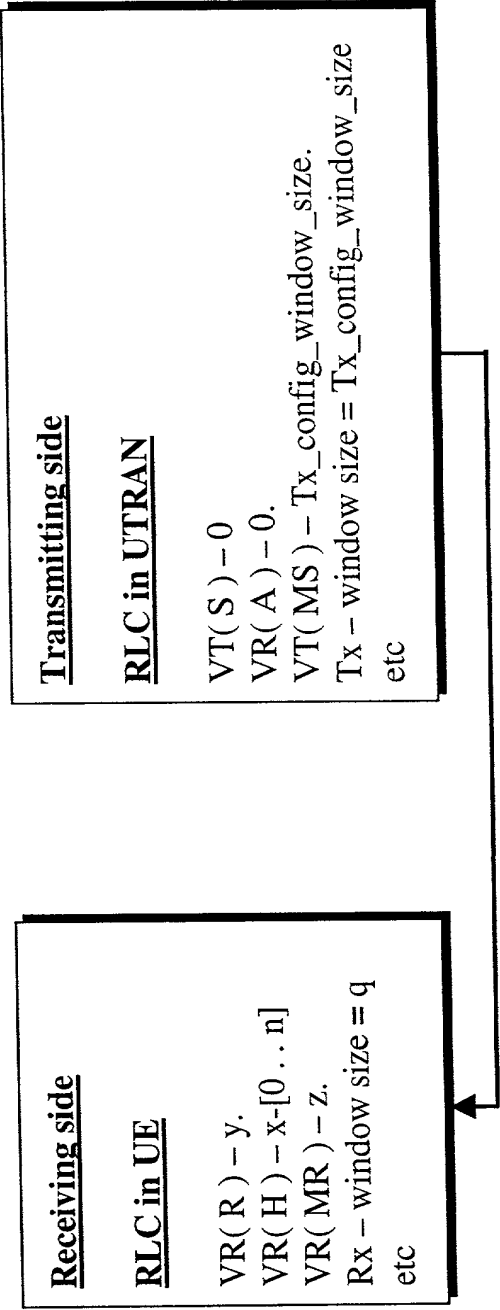 Receiving side
RLC in UE
VR( R ) – y.
VR( H ) – x-[0 . . n]
VR( MR ) – z.
Rx – window size = q
etc
Transmitting side
RLC in UTRAN
VT( S ) – 0
VR( A ) – 0.
VT( MS ) – Tx_config_window_size.
Tx – window size = Tx_config_window_size
etc